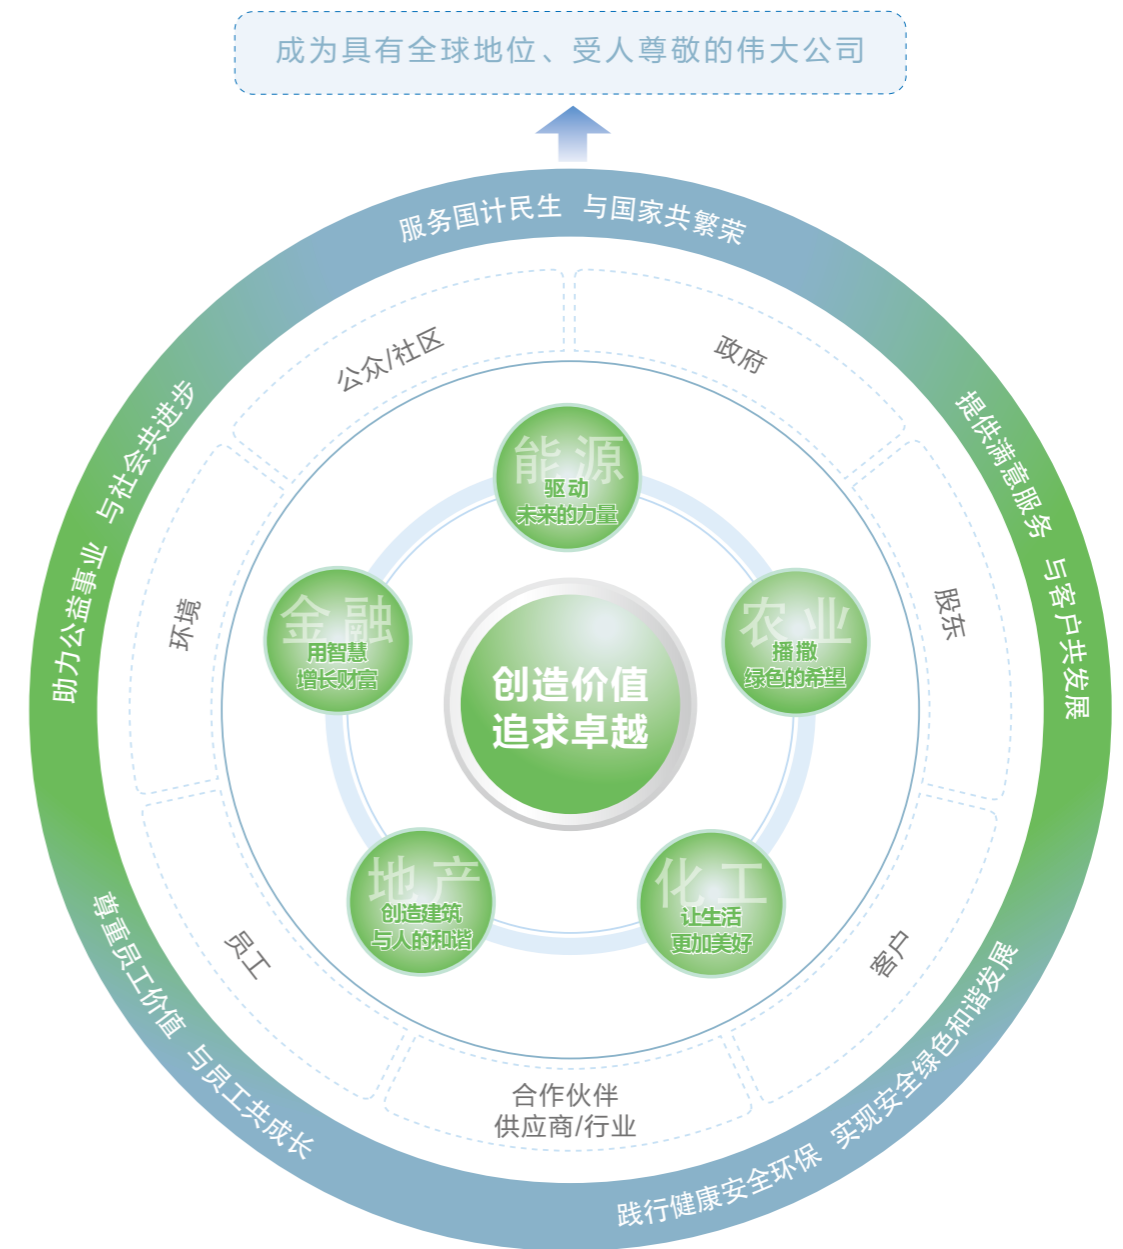 成为具有全球地位、受人尊敬的伟大公司
服务国计民生 与国家共繁荣
提供满意服务 与客户共发展
践行健康安全环保 实现安全绿色和谐发展
尊重员工价值 与员工共成长
助力公益事业 与社会共进步
公众/社区
政府
股东
客户
合作伙伴
供应商/行业
员工
环境
能源
驱动
未来的力量
农业
播撒
绿色的希望
化工
让生活
更加美好
地产
创造建筑
与人的和谐
金融
用智慧
增长财富
创造价值
追求卓越